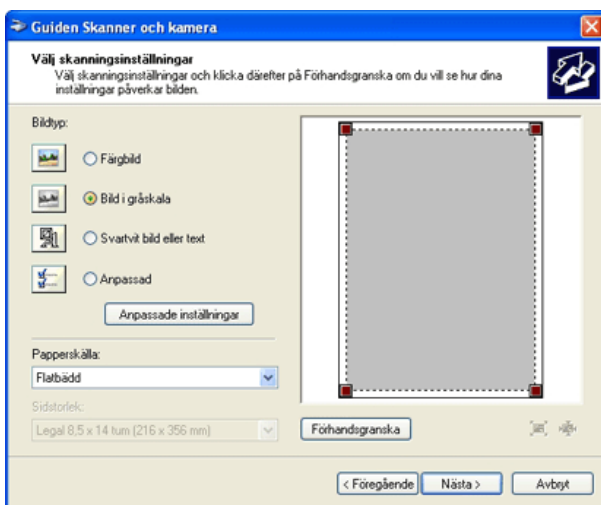 Guiden Skanner och kamera
Välj skanningsinställningar
Välj skanningsinställningar och klicka därefter på Förhandsgranska om du vill se hur dina
inställningar påverkar bilden.
Bildtyp:
Färgbild
Bild i gråskala
Svartvit bild eller text
Anpassad
Anpassade inställningar
Papperskälla:
Flatbädd
Sidstorlek:
Legal 8,5 x 14 tum (216 x 356 mm)
Förhandsgranska
< Föregående
Nästa >
Avbryt